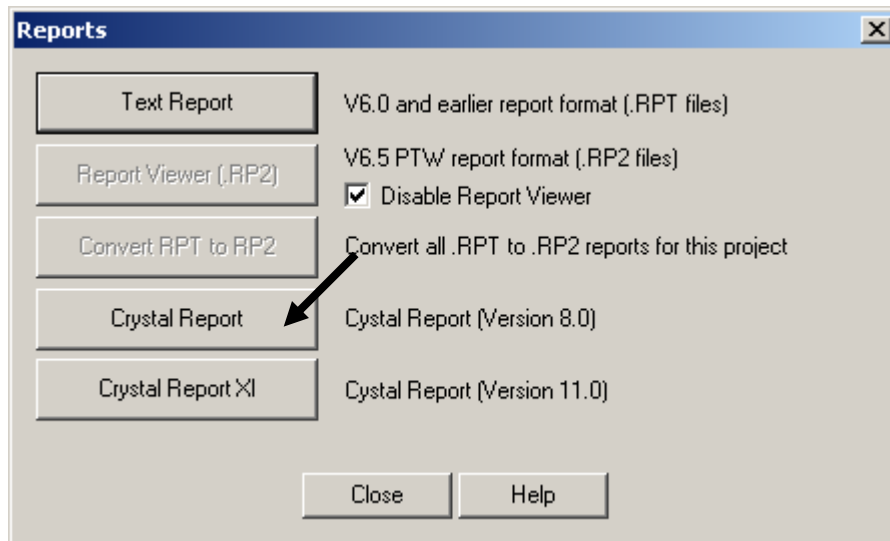 Reports
Text Report V6.0 and earlier report format (.RPT files)
Report Viewer (.RP2) V6.5 PTW report format (.RP2 files)
Disable Report Viewer
Convert RPT to RP2 Convert all .RPT to .RP2 reports for this project
Crystal Report Cystal Report (Version 8.0)
Crystal Report XI Cystal Report (Version 11.0)
Close Help